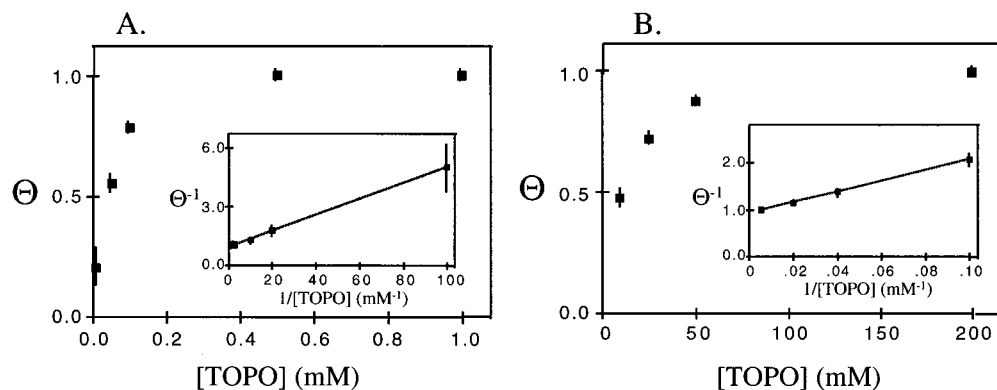 A.
1.0
0.5
0.0
Θ
0.0 0.2 0.4 0.6 0.8 1.0
[TOPO] (mM)
6.0
3.0
0.0
Θ-1
0 20 40 60 80 100
1/[TOPO] (mM-1)
B.
1.0
0.5
0.0
Θ
0 50 100 150 200
[TOPO] (mM)
2.0
1.0
0.0
Θ-1
0 .02 .04 .06 .08 .10
1/[TOPO] (mM-1)